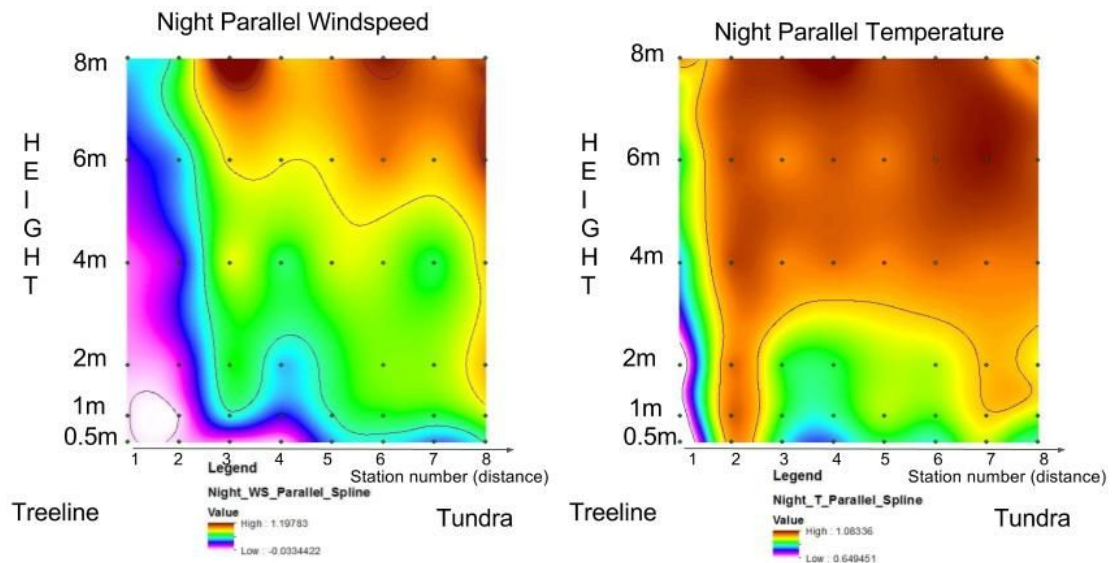 Night Parallel Windspeed
8m
6m
4m
2m
1m
0.5m
H
E
I
G
H
T
1 2 3 4 5 6 7 8
Station number (distance)
Legend
Night_WS_Parallel_Spline
Value
High : 1.19783
Low : -0.0334422
Treeline
Tundra
Night Parallel Temperature
8m
6m
4m
2m
1m
0.5m
H
E
I
G
H
T
1 2 3 4 5 6 7 8
Station number (distance)
Legend
Night_T_Parallel_Spline
Value
High : 1.08336
Low : 0.649451
Treeline
Tundra